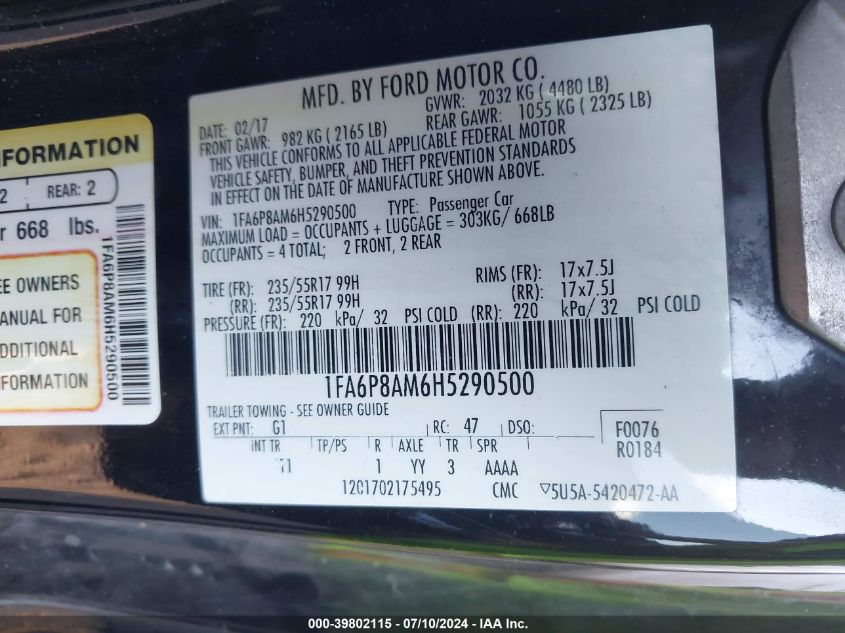 NFORMATION
2 REAR: 2
r 668 lbs.
EE OWNERS
MANUAL FOR
ADDITIONAL
NFORMATION
1FA6P8AM6H5290500
MFD. BY FORD MOTOR CO.
DATE: 02/17 GVWR: 2032 KG ( 4480 LB)
FRONT GAWR: 982 KG ( 2165 LB) REAR GAWR: 1055 KG ( 2325 LB)
THIS VEHICLE CONFORMS TO ALL APPLICABLE FEDERAL MOTOR
VEHICLE SAFETY, BUMPER, AND THEFT PREVENTION STANDARDS
IN EFFECT ON THE DATE OF MANUFACTURE SHOWN ABOVE.
VIN: 1FA6P8AM6H5290500 TYPE: Passenger Car
MAXIMUM LOAD = OCCUPANTS + LUGGAGE = 303KG/ 668LB
OCCUPANTS = 4 TOTAL; 2 FRONT, 2 REAR
TIRE (FR): 235/55R17 99H RIMS (FR): 17x7.5J
(RR): 235/55R17 99H (RR): 17x7.5J
PRESSURE (FR): 220 kPa/ 32 PSI COLD (RR): 220 kPa/ 32 PSI COLD
1FA6P8AM6H5290500
TRAILER TOWING - SEE OWNER GUIDE
EXT PNT: G1 RC: 47 DSO: F0076
R0184
INT TR TP/PS R AXLE TR SPR
1 YY 3 AAAA
1201702175495 CMC ▽5U5A-5420472-AA
000-39802115 - 07/10/2024 - IAA Inc.